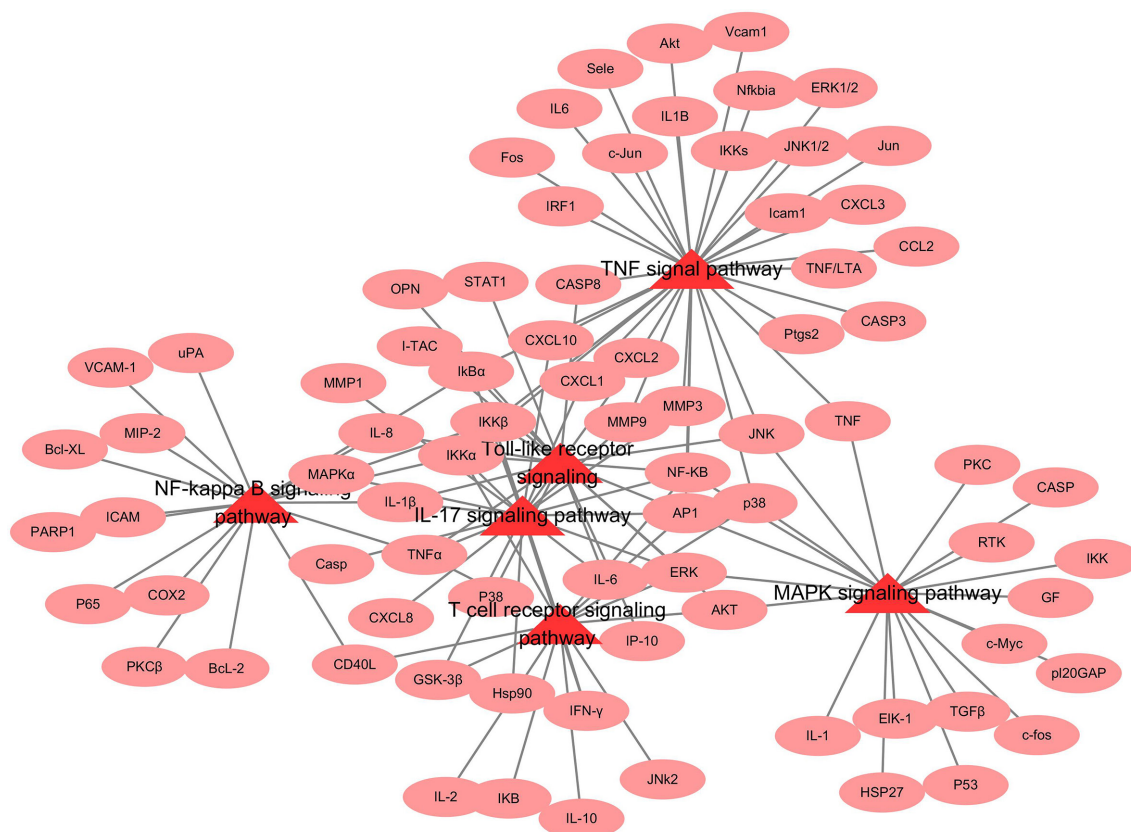 Vcam1
Akt
Sele
Nfkbia
ERK1/2
IL6
IL1B
Fos
c-Jun
IKKs
JNK1/2
Jun
IRF1
Icam1
CXCL3
CCL2
TNF signal pathway
TNF/LTA
OPN
STAT1
CASP8
Ptgs2
CASP3
I-TAC
CXCL10
uPA
VCAM-1
IkBα
CXCL2
MMP1
CXCL1
MMP3
IKKβ
MMP9
TNF
Bcl-XL
MIP-2
IL-8
JNK
IKKα
Toll-like receptor
signaling
MAPKα
NF-KB
PKC
NF-kappa B signaling
pathway
CASP
PARP1
ICAM
IL-1β
IL-17 signaling pathway
AP1
p38
RTK
IKK
Casp
TNFα
IL-6
ERK
MAPK signaling pathway
GF
P65
COX2
P38
AKT
CXCL8
T cell receptor signaling
pathway
IP-10
c-Myc
PKCβ
BcL-2
CD40L
GSK-3β
Hsp90
IFN-γ
pl20GAP
IL-1
ElK-1
TGFβ
c-fos
JNk2
IL-2
IKB
IL-10
HSP27
P53